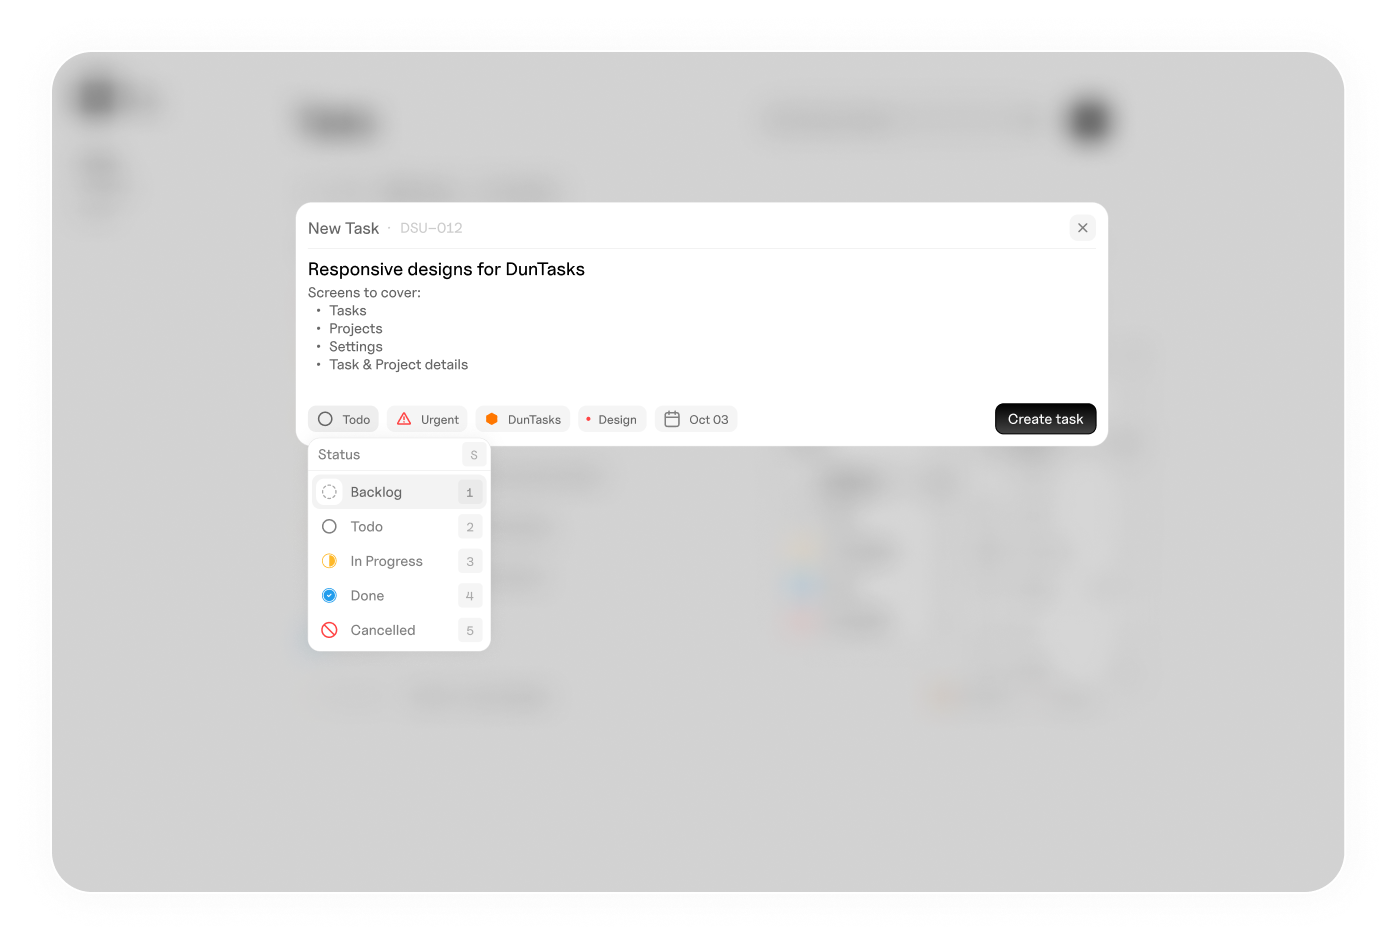 New Task · DSU-012
Responsive designs for DunTasks
Screens to cover:
• Tasks
• Projects
• Settings
• Task & Project details
Todo Urgent DunTasks Design Oct 03 Create task
Status S
Backlog 1
Todo 2
In Progress 3
Done 4
Cancelled 5